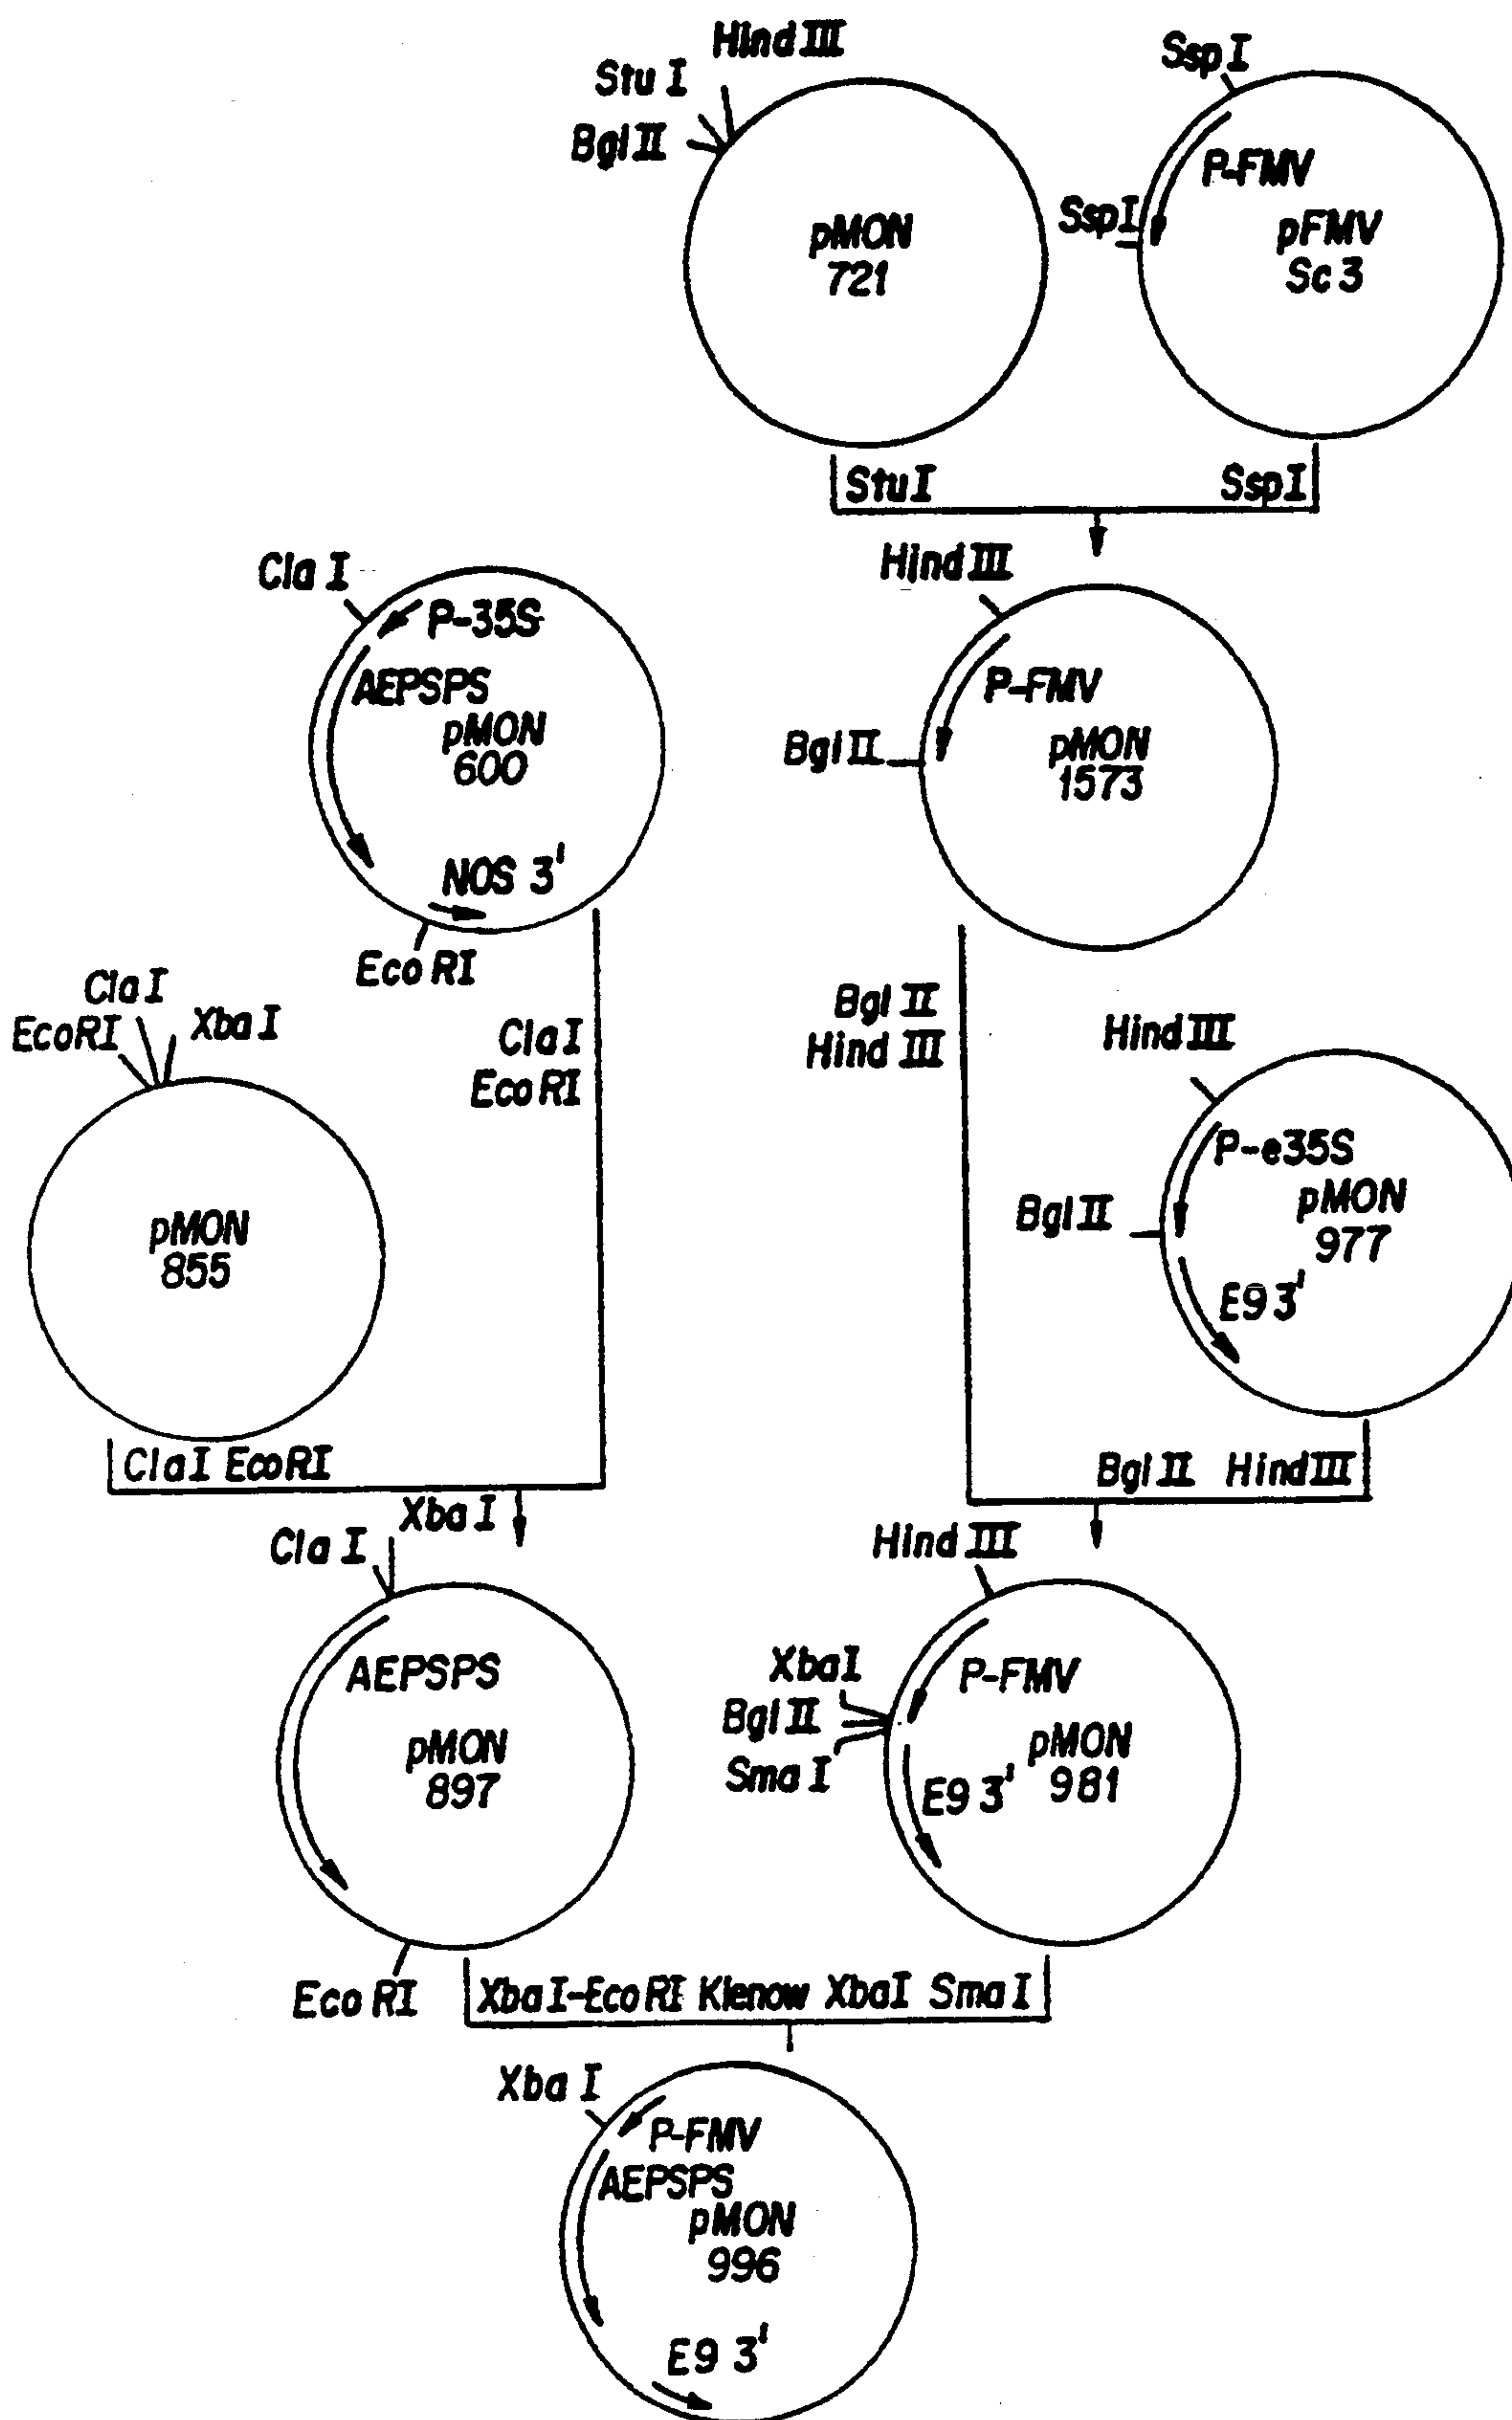 Hind III
Stu I
Bgl II
pMON
721
Ssp I
P-FMV
Ssp I
pFMV
Sc 3
Stu I
Ssp I
Cla I
P-35S
AEPSPS
pMON
600
NOS 3'
Eco RI
Hind III
P-FMV
Bgl II
pMON
1573
Cla I
EcoRI
Xba I
pMON
855
Cla I
Eco RI
Bgl II
Hind III
Hind III
P-e35S
pMON
977
Bgl II
E9 3'
Cla I EcoRI
Bgl II Hind III
Xba I
Cla I
AEPSPS
pMON
897
Eco RI
Hind III
Xba I
Bgl II
Sma I
P-FMV
pMON
981
E9 3'
Xba I-Eco RI Klenow Xba I Sma I
Xba I
P-FMV
AEPSPS
pMON
996
E9 3'